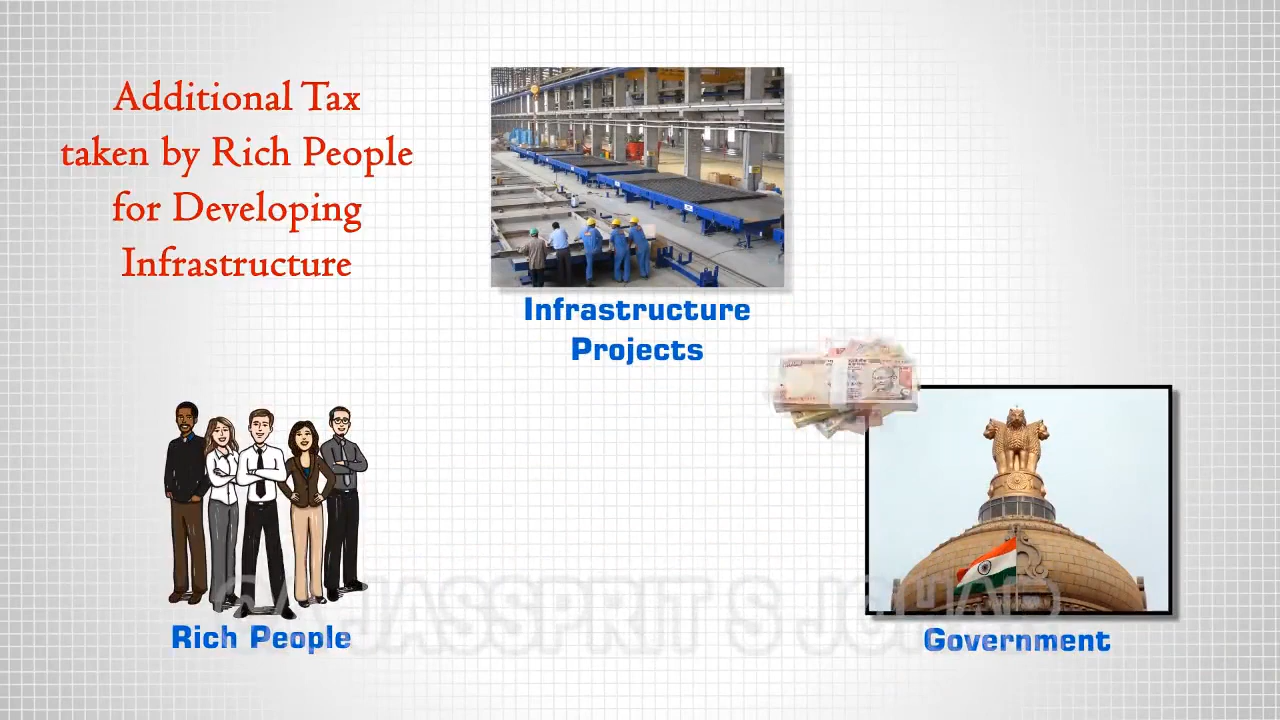 Additional Tax
taken by Rich People
for Developing
Infrastructure
Infrastructure
Projects
Rich People
Government